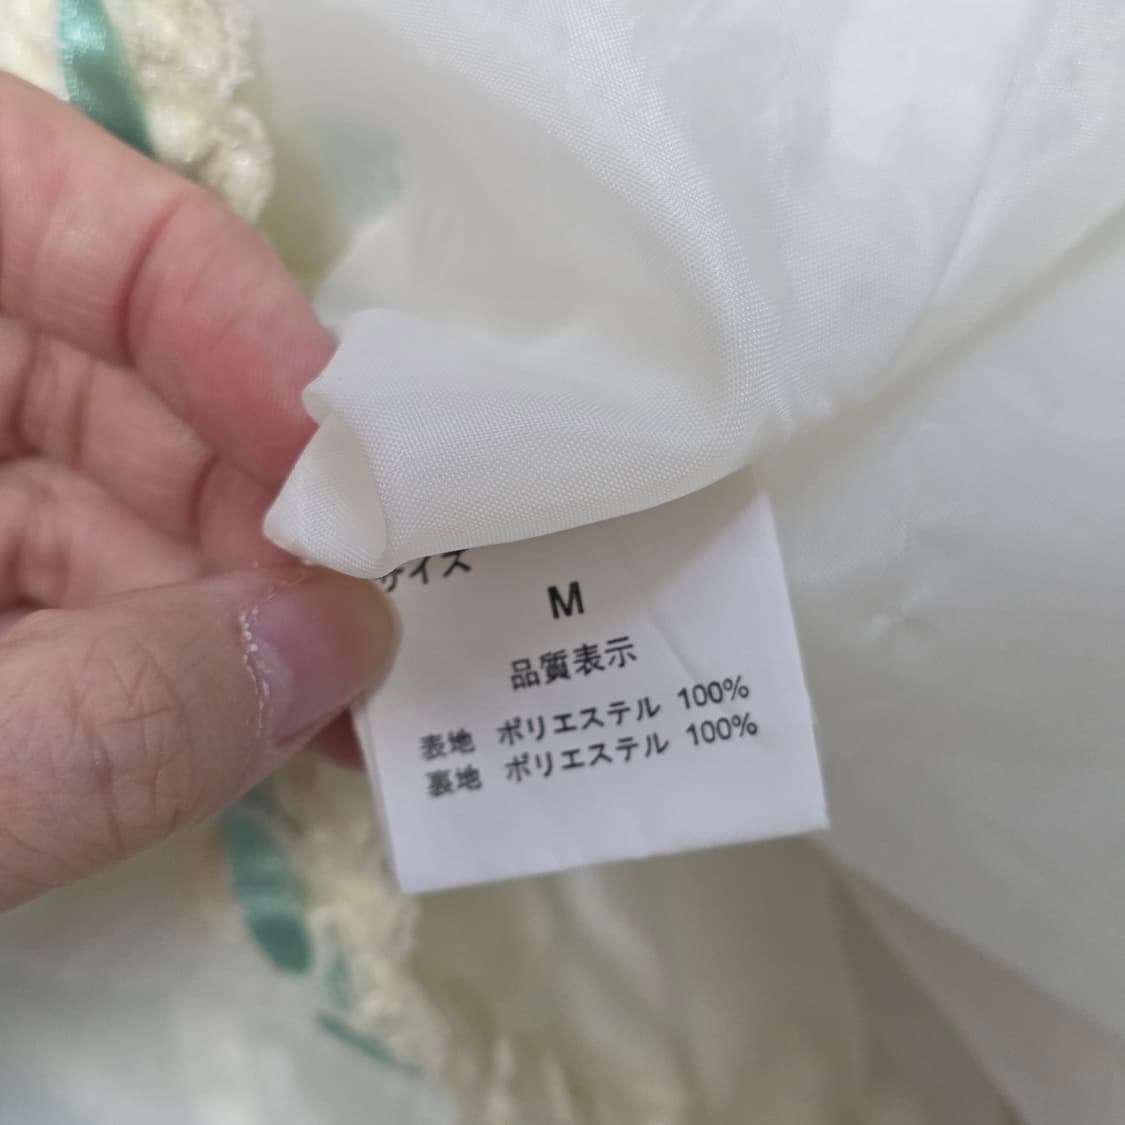 サイズ
M
品質表示
表地 ポリエステル 100%
裏地 ポリエステル 100%